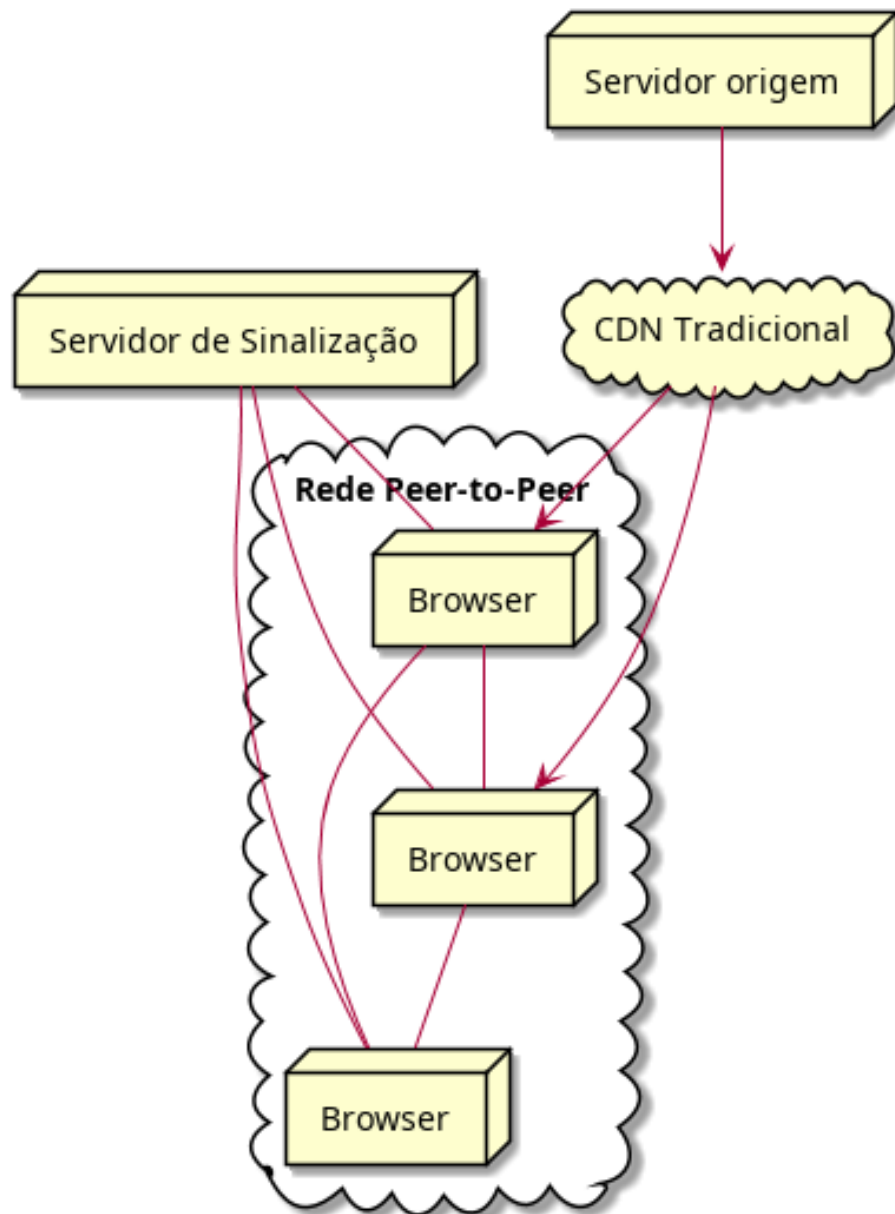 Servidor origem
Servidor de Sinalização
CDN Tradicional
Rede Peer-to-Peer
Browser
Browser
Browser